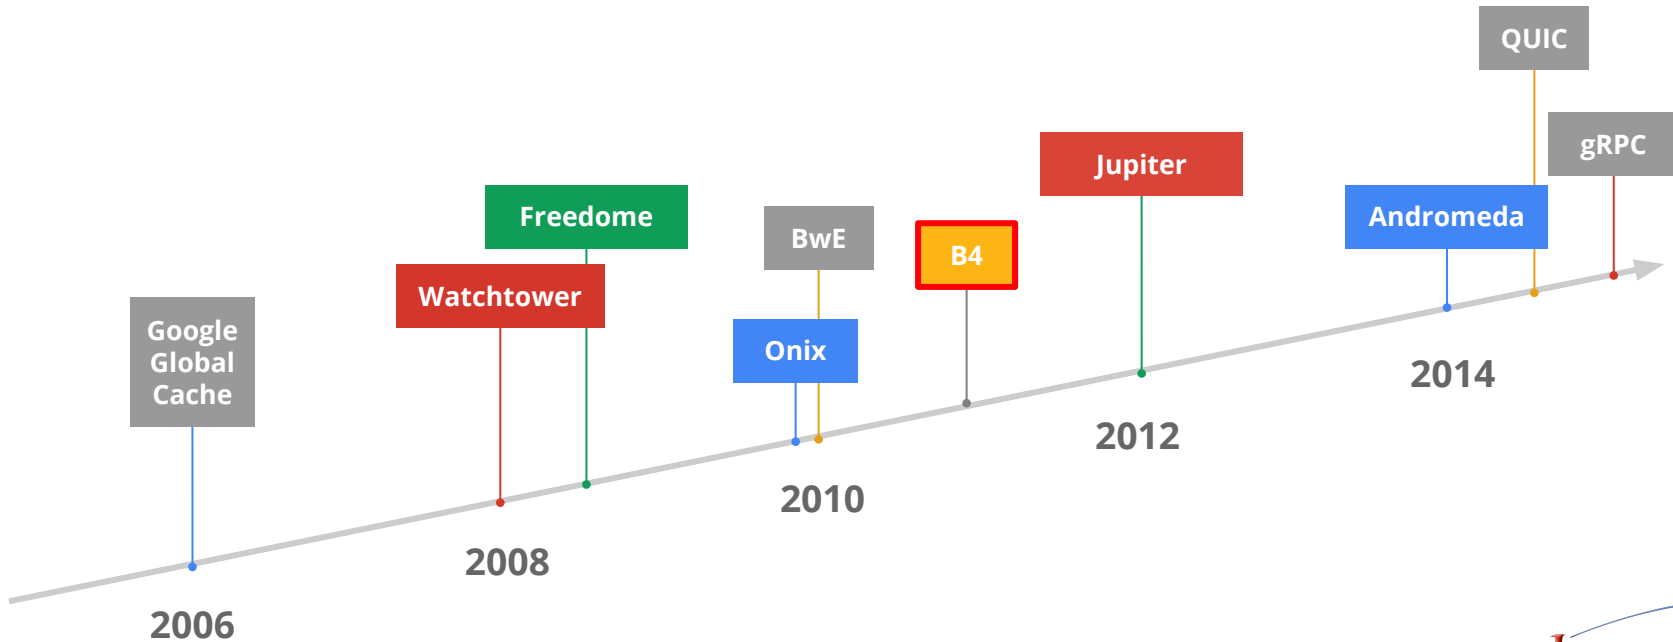 QUIC
gRPC
Jupiter
Freedome
Andromeda
BwE
B4
Watchtower
Google
Global
Cache
Onix
2014
2012
2010
2008
2006